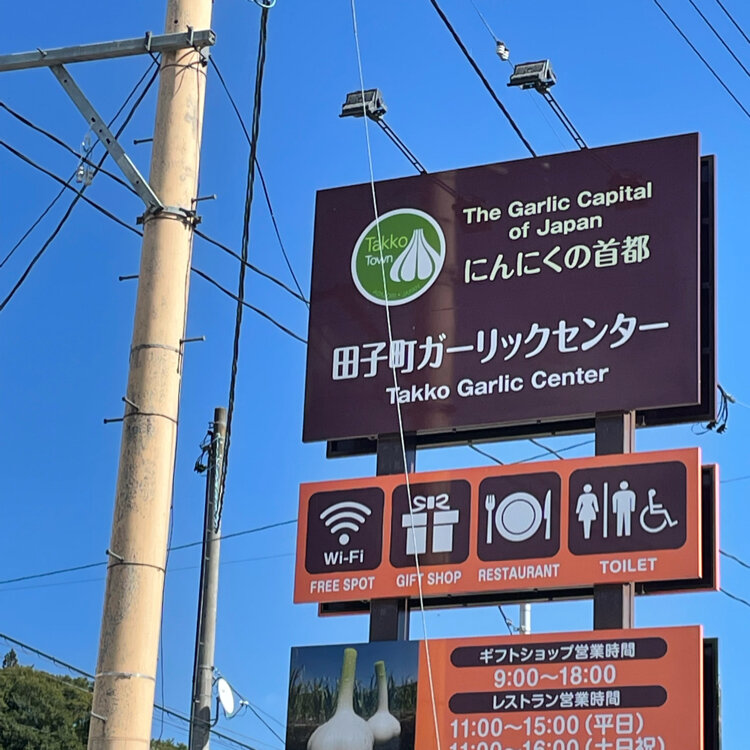 The Garlic Capital
of Japan
にんにくの首都
Takko
Town
田子町ガーリックセンター
Takko Garlic Center
Wi-Fi
FREE SPOT
GIFT SHOP
RESTAURANT
TOILET
ギフトショップ営業時間
9:00〜18:00
レストラン営業時間
11:00〜15:00(平日)